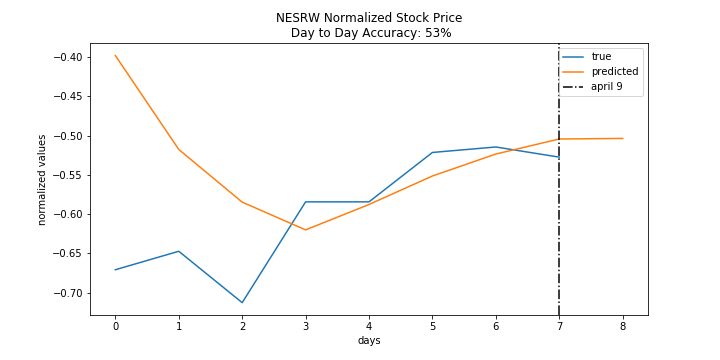 NESRW Normalized Stock Price
Day to Day Accuracy: 53%
true
predicted
april 9
normalized values
−0.40
−0.45
−0.50
−0.55
−0.60
−0.65
−0.70
0 1 2 3 4 5 6 7 8
days